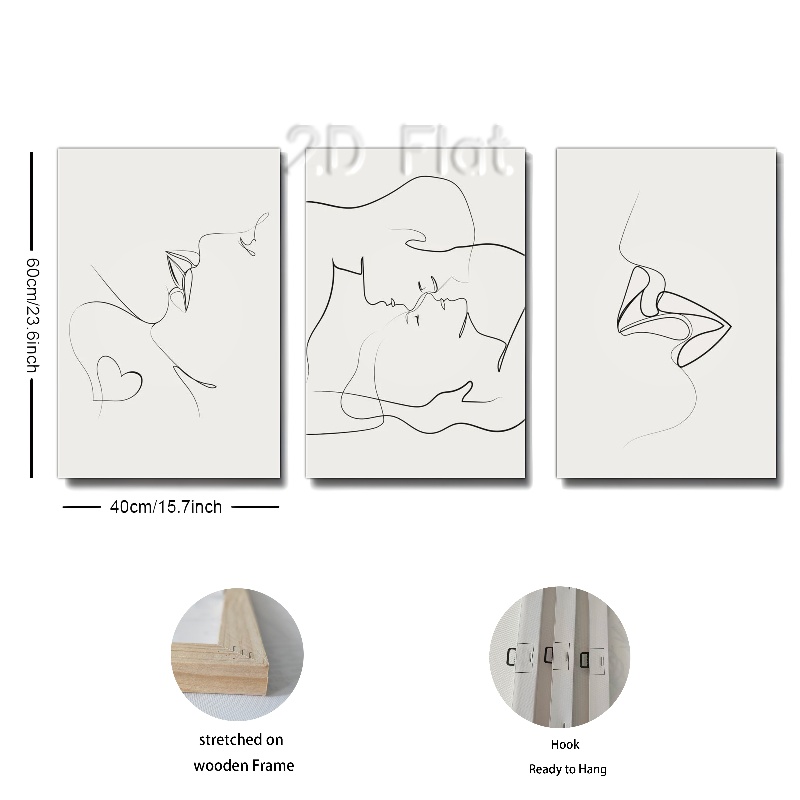 2D Flat
60cm/23.6inch
40cm/15.7inch
stretched on
wooden Frame
Hook
Ready to Hang